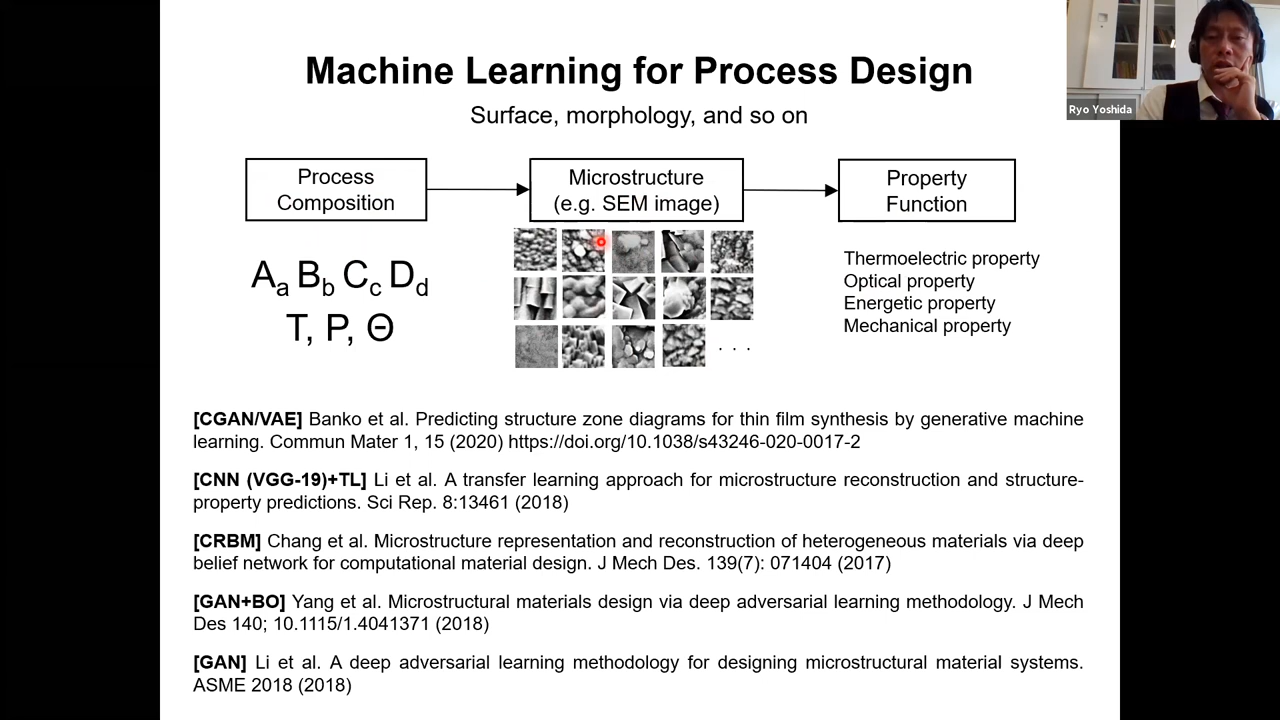 Machine Learning for Process Design
Surface, morphology, and so on
Ryo Yoshida
Process
Composition
Microstructure
(e.g. SEM image)
Property
Function
Aa Bb Cc Dd
T, P, Θ
. . .
Thermoelectric property
Optical property
Energetic property
Mechanical property
[CGAN/VAE] Banko et al. Predicting structure zone diagrams for thin film synthesis by generative machine
learning. Commun Mater 1, 15 (2020) https://doi.org/10.1038/s43246-020-0017-2
[CNN (VGG-19)+TL] Li et al. A transfer learning approach for microstructure reconstruction and structure-
property predictions. Sci Rep. 8:13461 (2018)
[CRBM] Chang et al. Microstructure representation and reconstruction of heterogeneous materials via deep
belief network for computational material design. J Mech Des. 139(7): 071404 (2017)
[GAN+BO] Yang et al. Microstructural materials design via deep adversarial learning methodology. J Mech
Des 140; 10.1115/1.4041371 (2018)
[GAN] Li et al. A deep adversarial learning methodology for designing microstructural material systems.
ASME 2018 (2018)